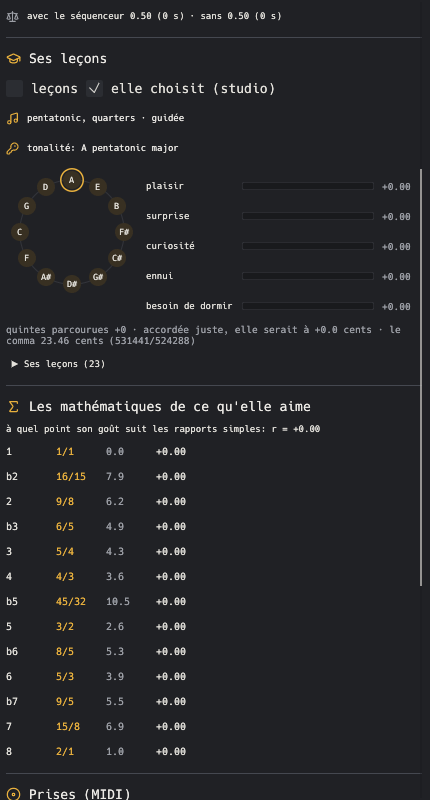 avec le séquenceur 0.50 (0 s) · sans 0.50 (0 s)
Ses leçons
leçons elle choisit (studio)
pentatonic, quarters · guidée
tonalité: A pentatonic major
A
E
B
F#
C#
G#
D#
A#
F
C
G
D
plaisir +0.00
surprise +0.00
curiosité +0.00
ennui +0.00
besoin de dormir +0.00
quintes parcourues +0 · accordée juste, elle serait à +0.0 cents · le
comma 23.46 cents (531441/524288)
▶ Ses leçons (23)
Σ Les mathématiques de ce qu'elle aime
à quel point son goût suit les rapports simples: r = +0.00
1 1/1 0.0 +0.00
b2 16/15 7.9 +0.00
2 9/8 6.2 +0.00
b3 6/5 4.9 +0.00
3 5/4 4.3 +0.00
4 4/3 3.6 +0.00
b5 45/32 10.5 +0.00
5 3/2 2.6 +0.00
b6 8/5 5.3 +0.00
6 5/3 3.9 +0.00
b7 9/5 5.5 +0.00
7 15/8 6.9 +0.00
8 2/1 1.0 +0.00
Prises (MIDI)